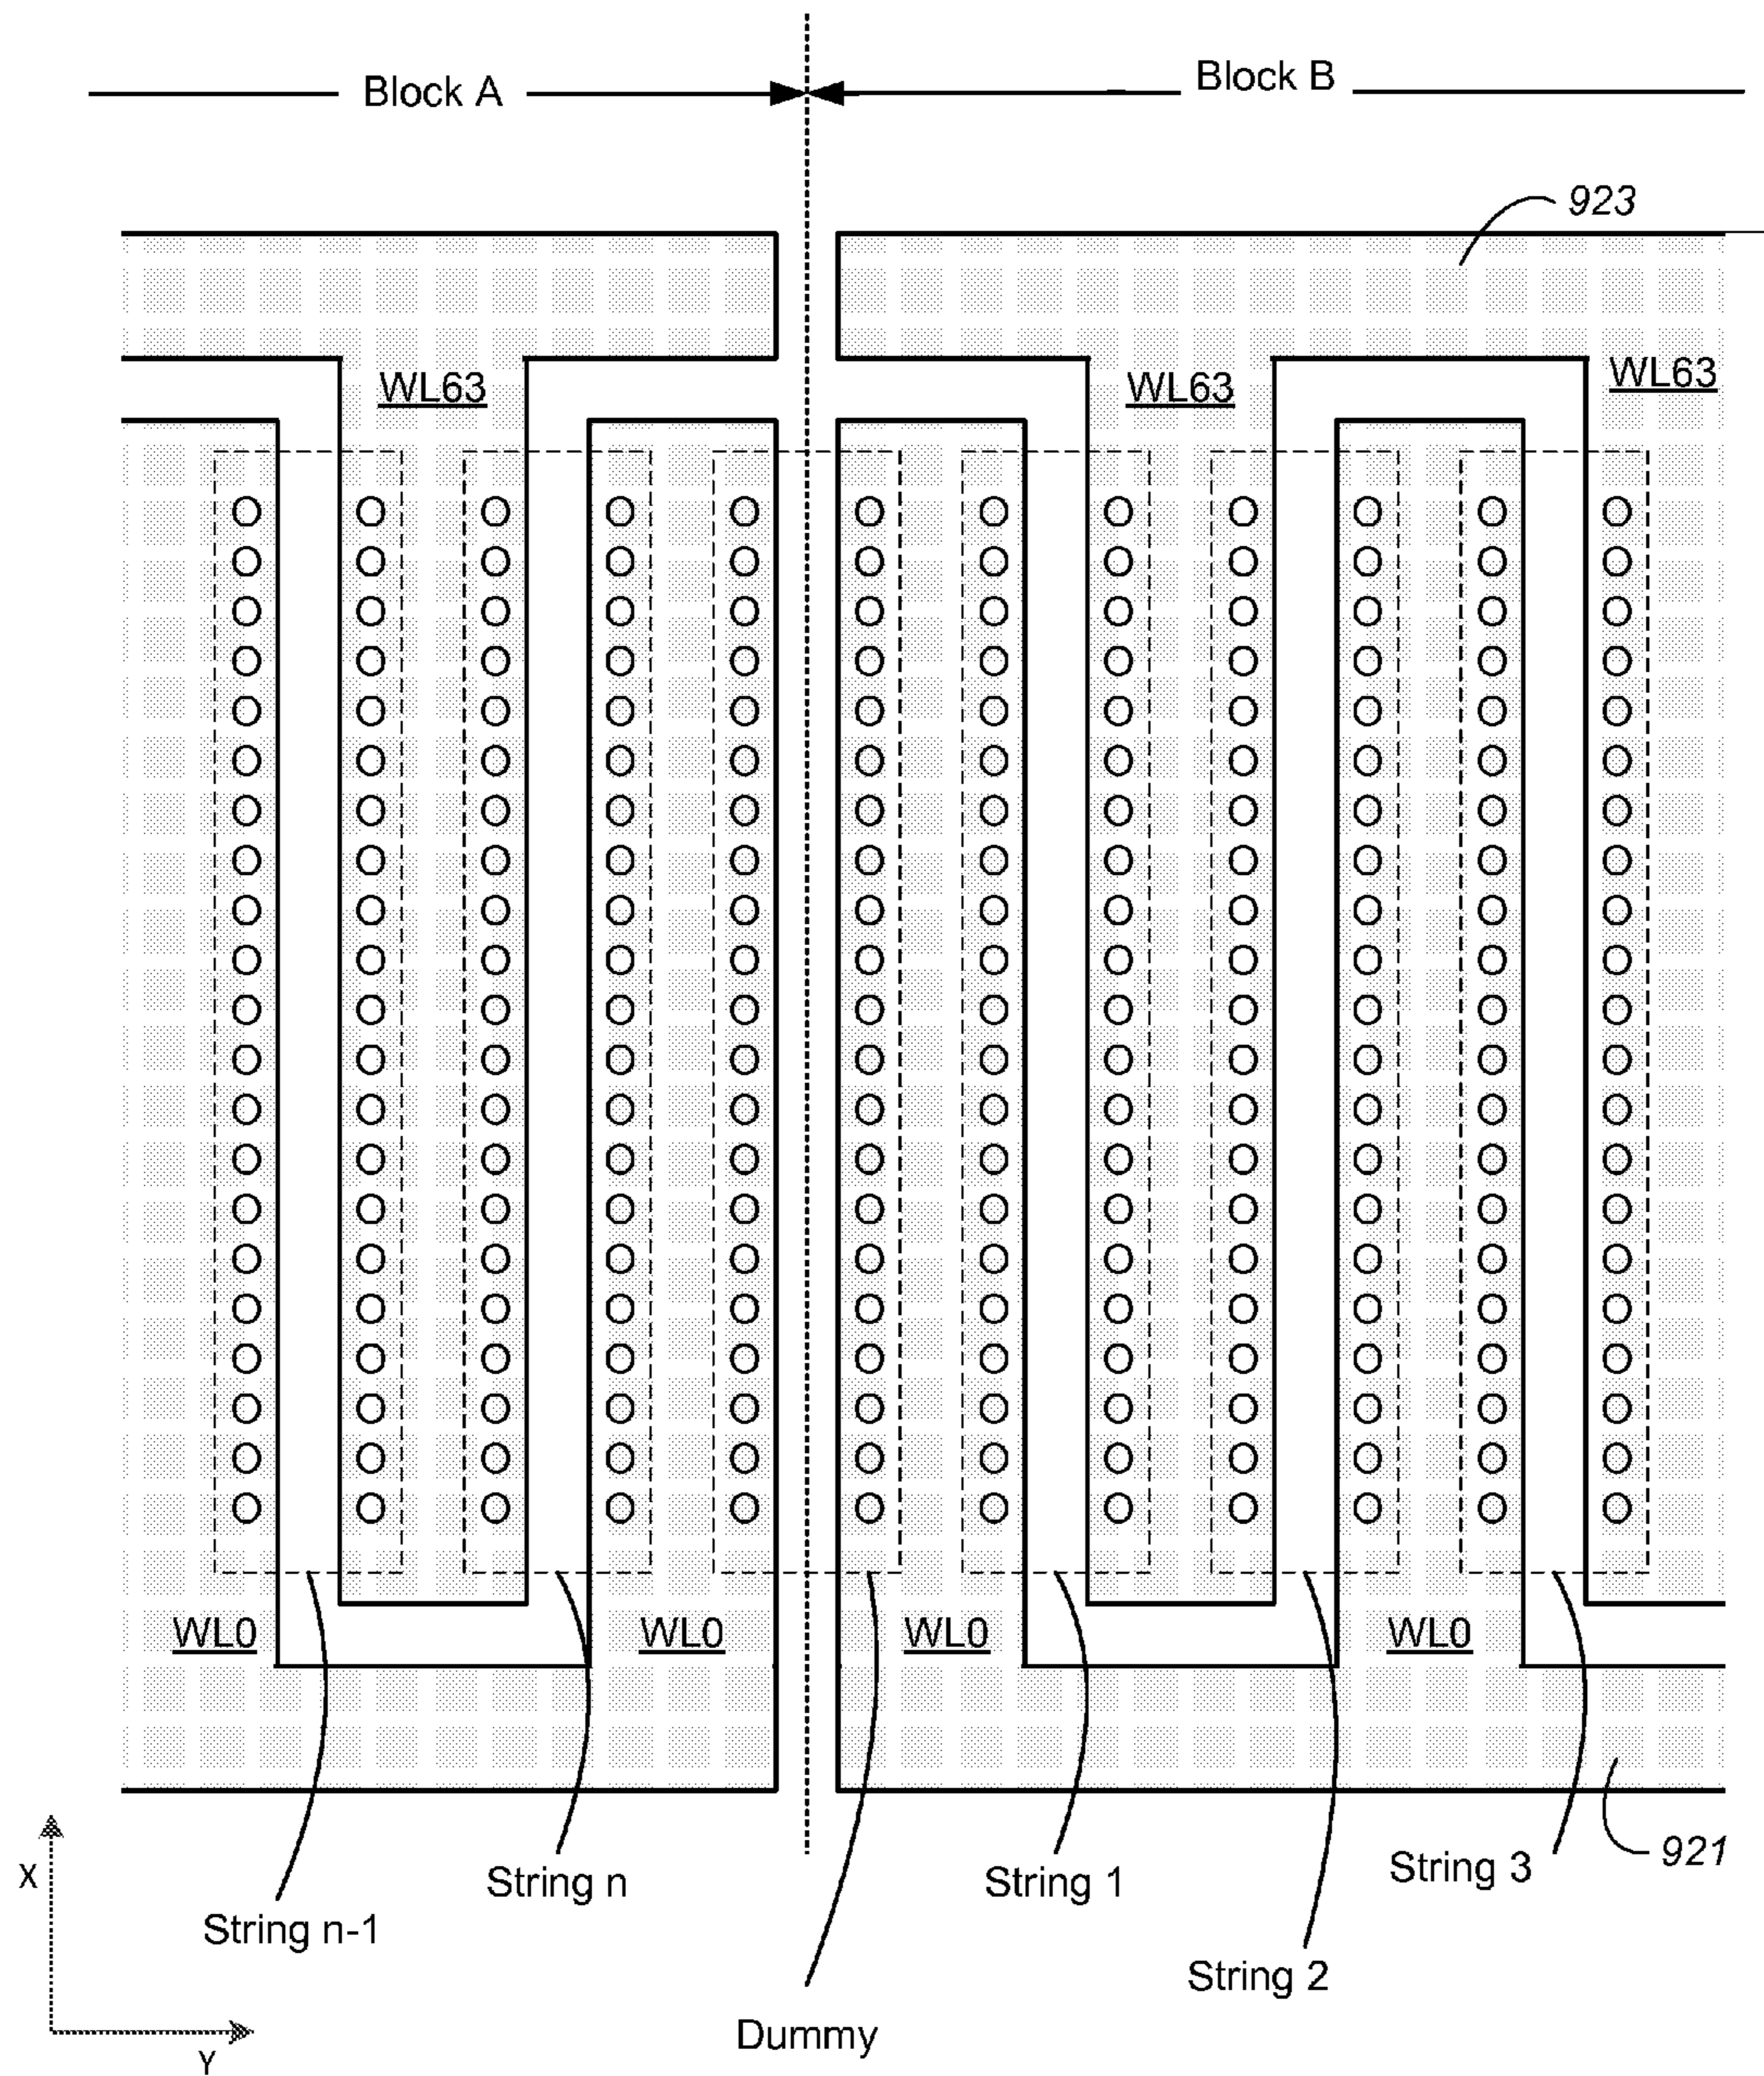 Block A
Block B
923
WL63
WL63
WL63
WL0
WL0
WL0
WL0
921
X
Y
String n-1
String n
Dummy
String 1
String 2
String 3